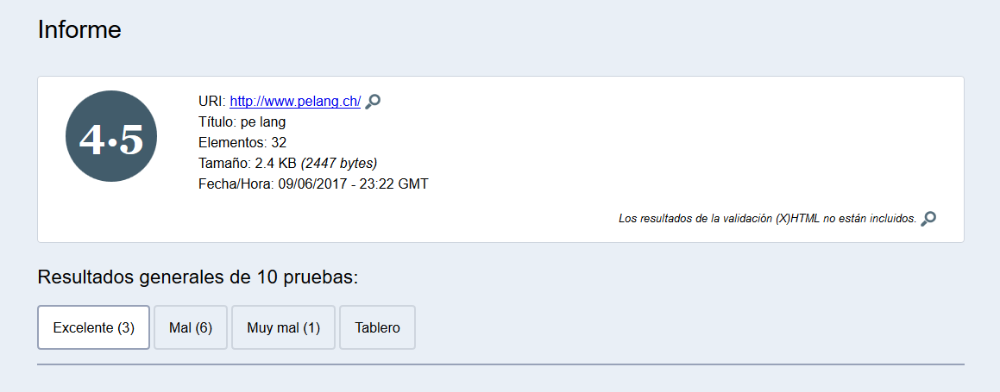 Informe
4·5
URI: http://www.pelang.ch/
Título: pe lang
Elementos: 32
Tamaño: 2.4 KB (2447 bytes)
Fecha/Hora: 09/06/2017 - 23:22 GMT
Los resultados de la validación (X)HTML no están incluidos.
Resultados generales de 10 pruebas:
Excelente (3) Mal (6) Muy mal (1) Tablero